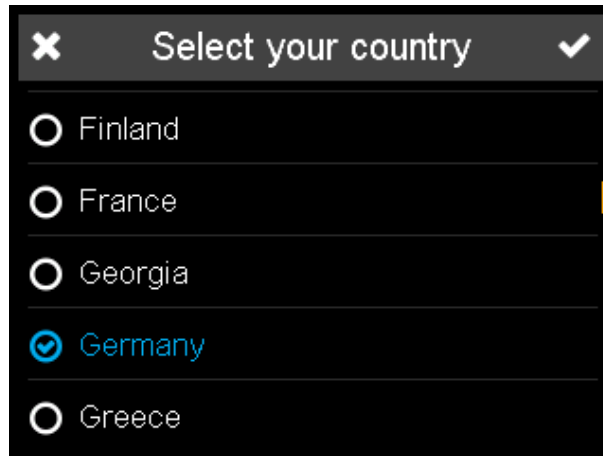 Select your country
Finland
France
Georgia
Germany
Greece